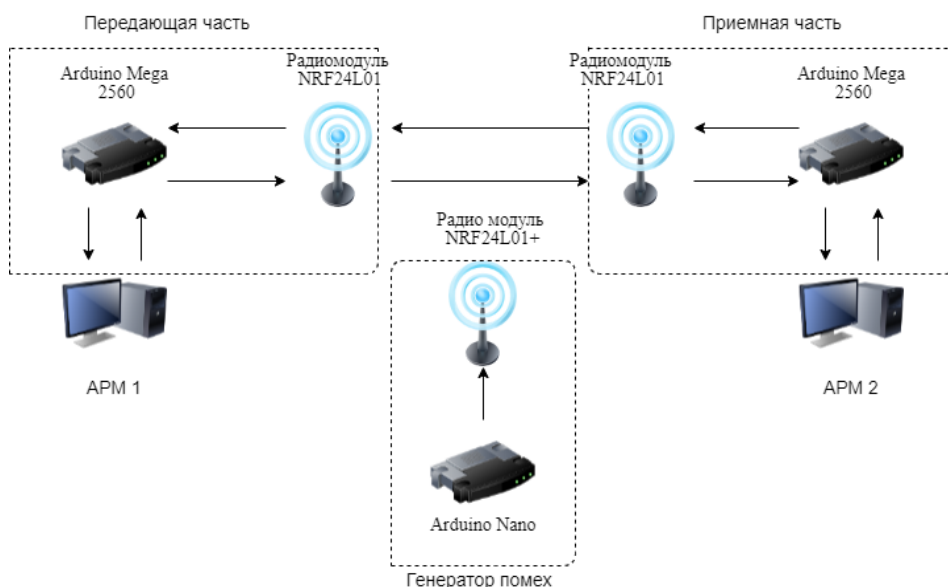 Передающая часть
Приемная часть
Arduino Mega
2560
Радиомодуль
NRF24L01
Радиомодуль
NRF24L01
Arduino Mega
2560
Радио модуль
NRF24L01+
АРМ 1
АРМ 2
Arduino Nano
Генератор помех